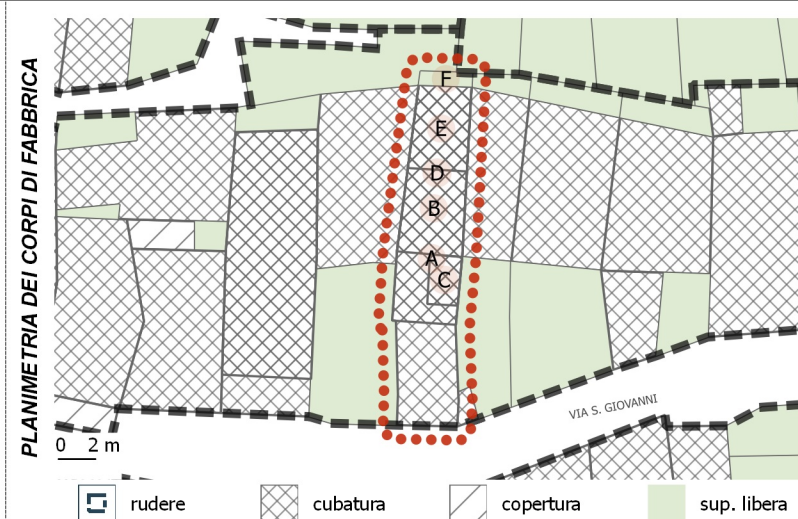 PLANIMETRIA DEI CORPI DI FABBRICA
F
E
D
B
A
C
VIA S. GIOVANNI
0 2 m
rudere cubatura copertura sup. libera